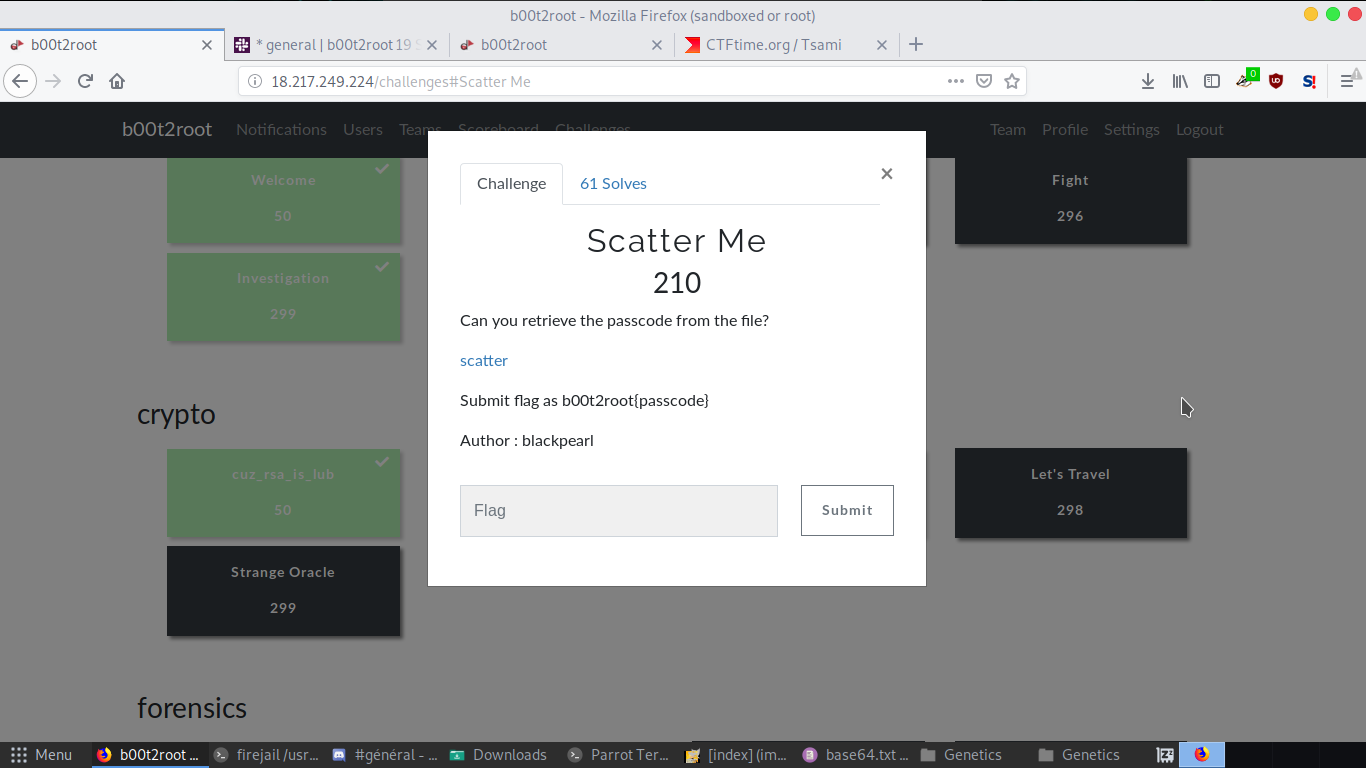 b00t2root - Mozilla Firefox (sandboxed or root)
b00t2root * general | b00t2root19 S b00t2root CTFtime.org / Tsami
18.217.249.224/challenges#Scatter Me 0
b00t2root Notifications Users Teams Scoreboard Challenges Team Profile Settings Logout
Challenge 61 Solves ×
Scatter Me
210
Can you retrieve the passcode from the file?
scatter
Submit flag as b00t2root{passcode}
Author : blackpearl
Flag Submit
Welcome
50
Fight
296
Investigation
299
crypto
cuz_rsa_is_lub
50
Let's Travel
298
Strange Oracle
299
forensics
Menu b00t2root ... firejail /usr... #général - ... Downloads Parrot Ter... [index] (im... base64.txt ... Genetics Genetics